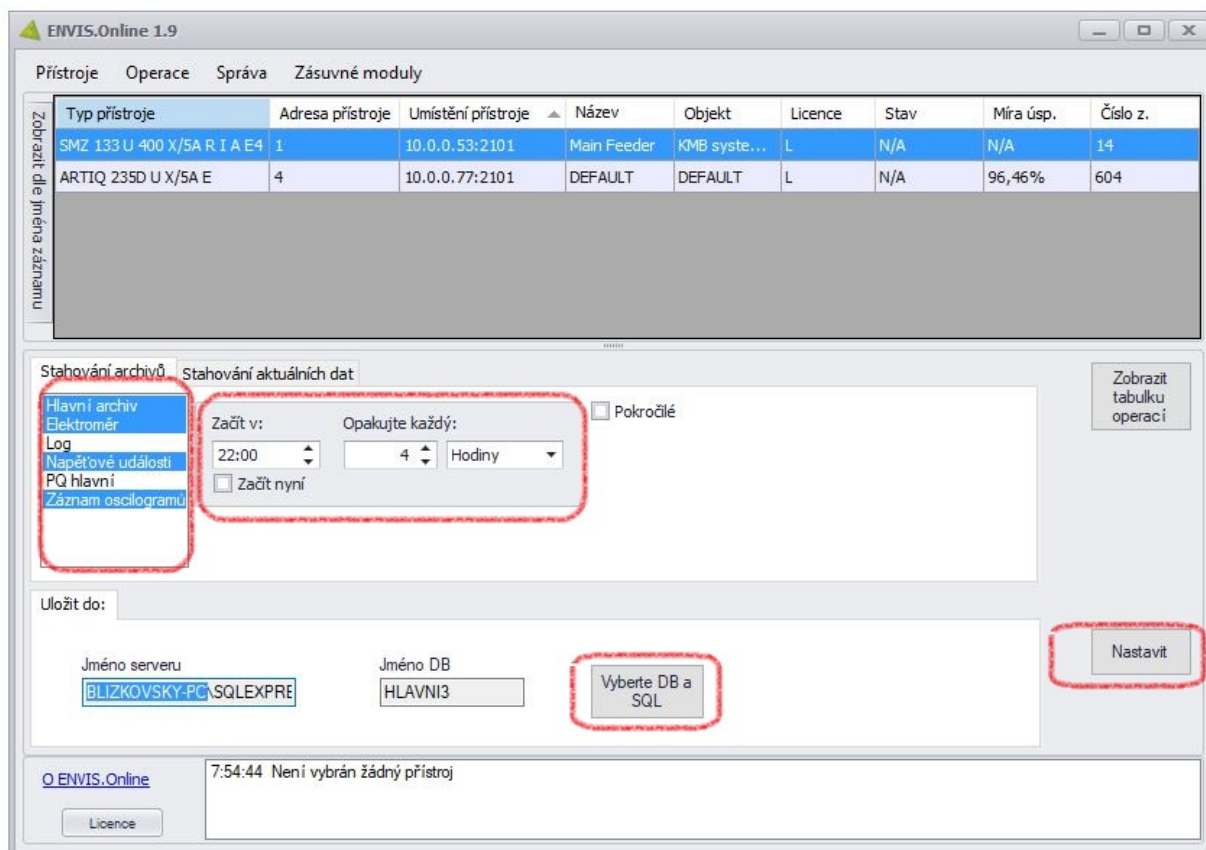 ENVIS.Online 1.9
Přístroje Operace Správa Zásuvné moduly
Zobrazit dle jména záznamu
Typ přístroje Adresa přístroje Umístění přístroje Název Objekt Licence Stav Míra úsp. Číslo z.
SMZ 133 U 400 X/5A R I A E4 1 10.0.0.53:2101 Main Feeder KMB syste... L N/A N/A 14
ARTIQ 235D U X/5A E 4 10.0.0.77:2101 DEFAULT DEFAULT L N/A 96,46% 604
Stahování archivů Stahování aktuálních dat
Hlavní archiv
Elektroměr
Log
Napěťové události
PQ hlavní
Záznam oscilogramů
Začít v: Opakujte každý:
22:00 4 Hodiny
Začít nyní
Pokročilé
Zobrazit
tabulku
operací
Uložit do:
Jméno serveru Jméno DB
BLIZKOVSKY-PC\SQLEXPRE HLAVNI3
Vyberte DB a
SQL
Nastavit
O ENVIS.Online
Licence
7:54:44 Není vybrán žádný přístroj